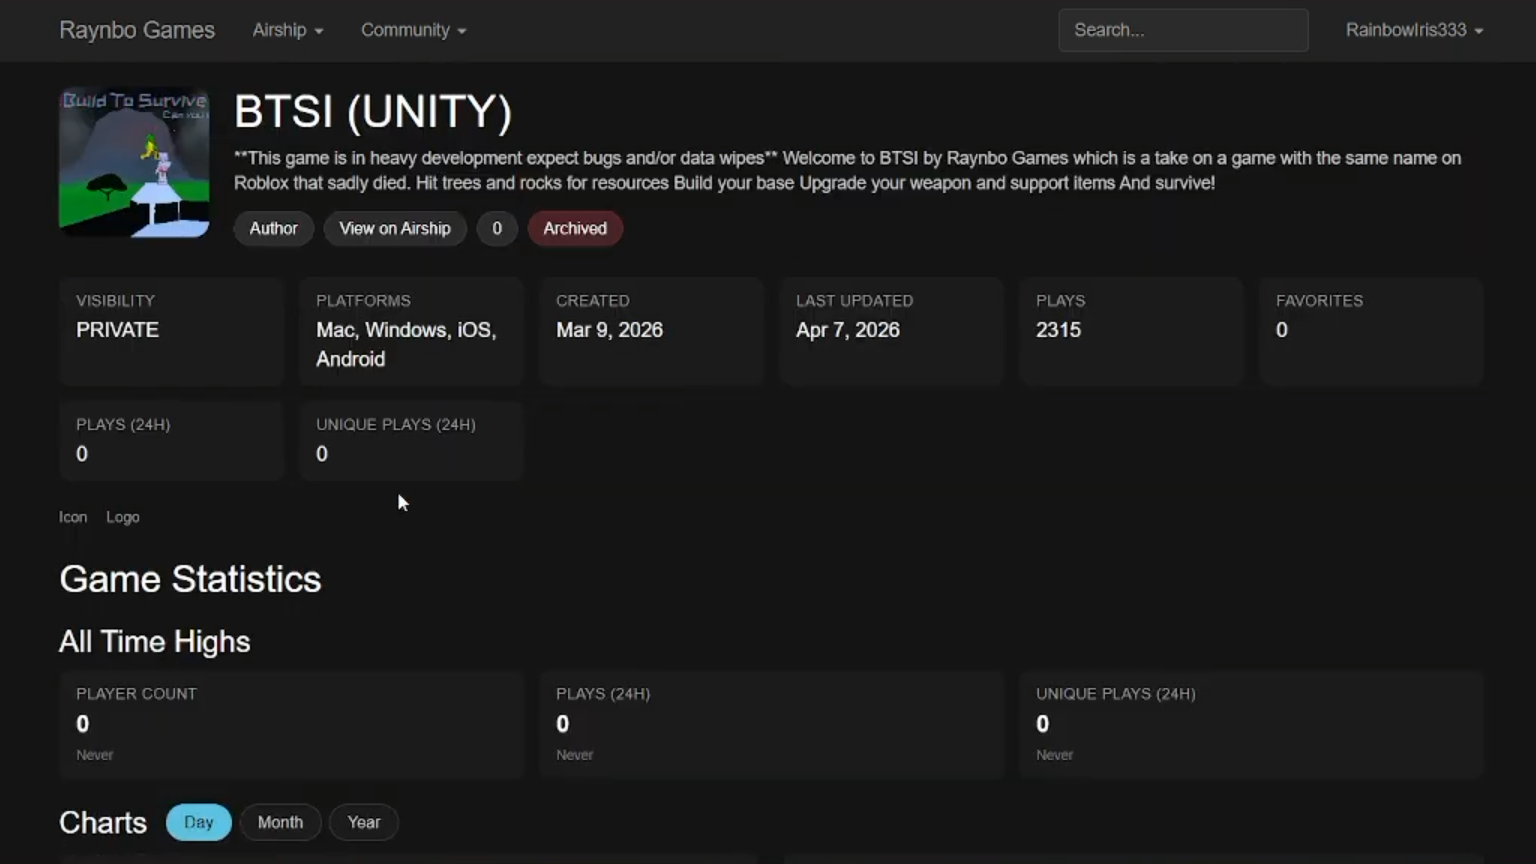 Raynbo Games
Airship
Community
Search...
RainbowIris333
Build To Survive
BTSI (UNITY)
**This game is in heavy development expect bugs and/or data wipes** Welcome to BTSI by Raynbo Games which is a take on a game with the same name on
Roblox that sadly died. Hit trees and rocks for resources Build your base Upgrade your weapon and support items And survive!
Author
View on Airship
0
Archived
VISIBILITY
PRIVATE
PLATFORMS
Mac, Windows, iOS,
Android
CREATED
Mar 9, 2026
LAST UPDATED
Apr 7, 2026
PLAYS
2315
FAVORITES
0
PLAYS (24H)
0
UNIQUE PLAYS (24H)
0
Icon
Logo
Game Statistics
All Time Highs
PLAYER COUNT
0
Never
PLAYS (24H)
0
Never
UNIQUE PLAYS (24H)
0
Never
Charts
Day
Month
Year